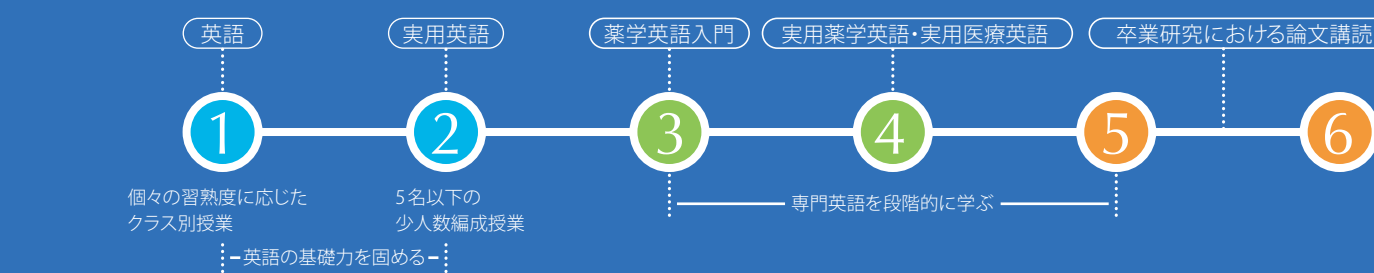 英語
実用英語
薬学英語入門
実用薬学英語・実用医療英語
卒業研究における論文講読
1
2
3
4
5
6
個々の習熟度に応じた
クラス別授業
5名以下の
少人数編成授業
専門英語を段階的に学ぶ
英語の基礎力を固める